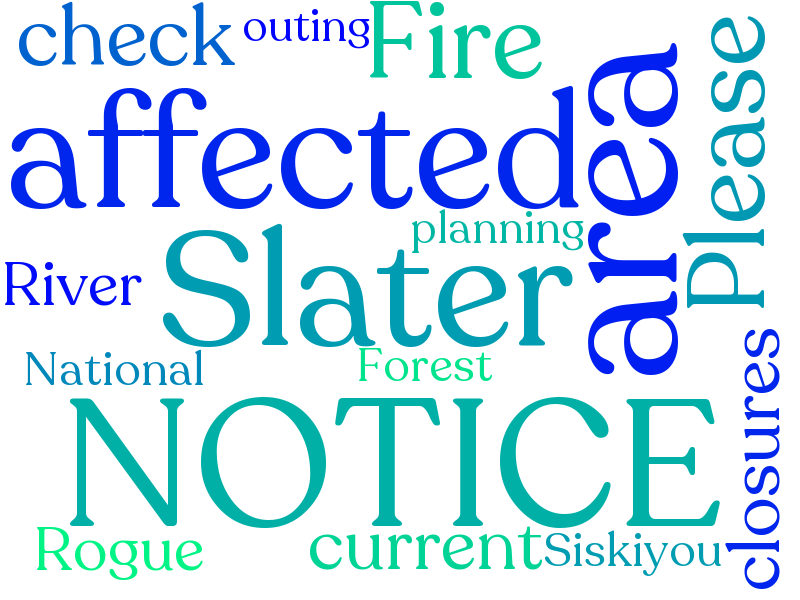 check
outing
Fire
Please
affected
area
planning
Slater
River
National
Forest
closures
NOTICE
Rogue
current
Siskiyou